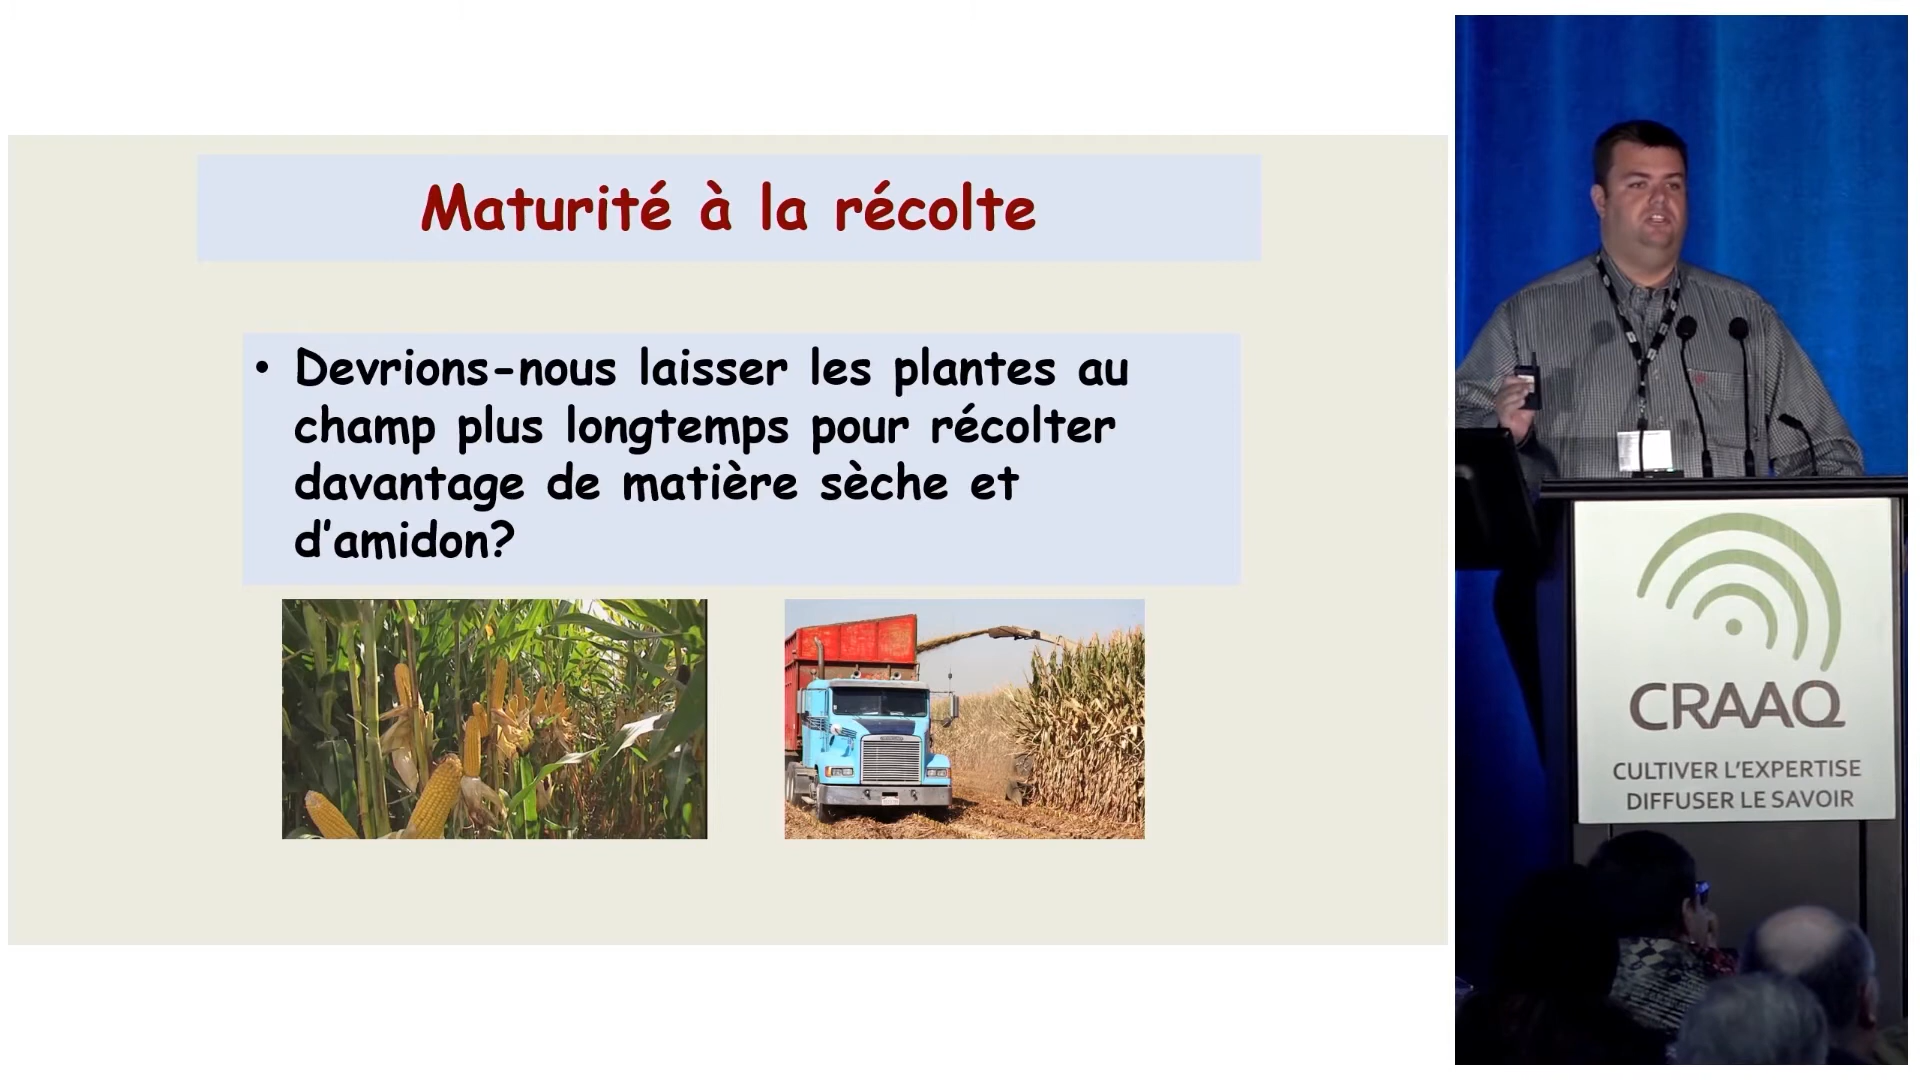 Maturité à la récolte
• Devrions-nous laisser les plantes au
champ plus longtemps pour récolter
davantage de matière sèche et
d'amidon?
CRAAQ
CULTIVER L'EXPERTISE
DIFFUSER LE SAVOIR